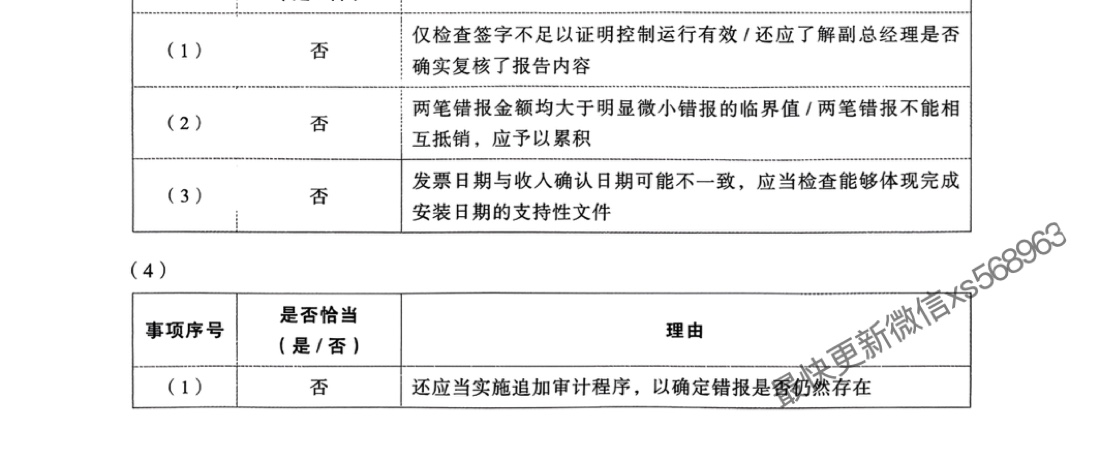 （1） 否 仅检查签字不足以证明控制运行有效 / 还应了解副总经理是否
确实复核了报告内容
（2） 否 两笔错报金额均大于明显微小错报的临界值 / 两笔错报不能相
互抵销，应予以累积
（3） 否 发票日期与收入确认日期可能不一致，应当检查能够体现完成
安装日期的支持性文件
（4）
事项序号 是否恰当 理由
（是 / 否）
（1） 否 还应当实施追加审计程序，以确定错报是否仍然存在
最快更新微信xs568963